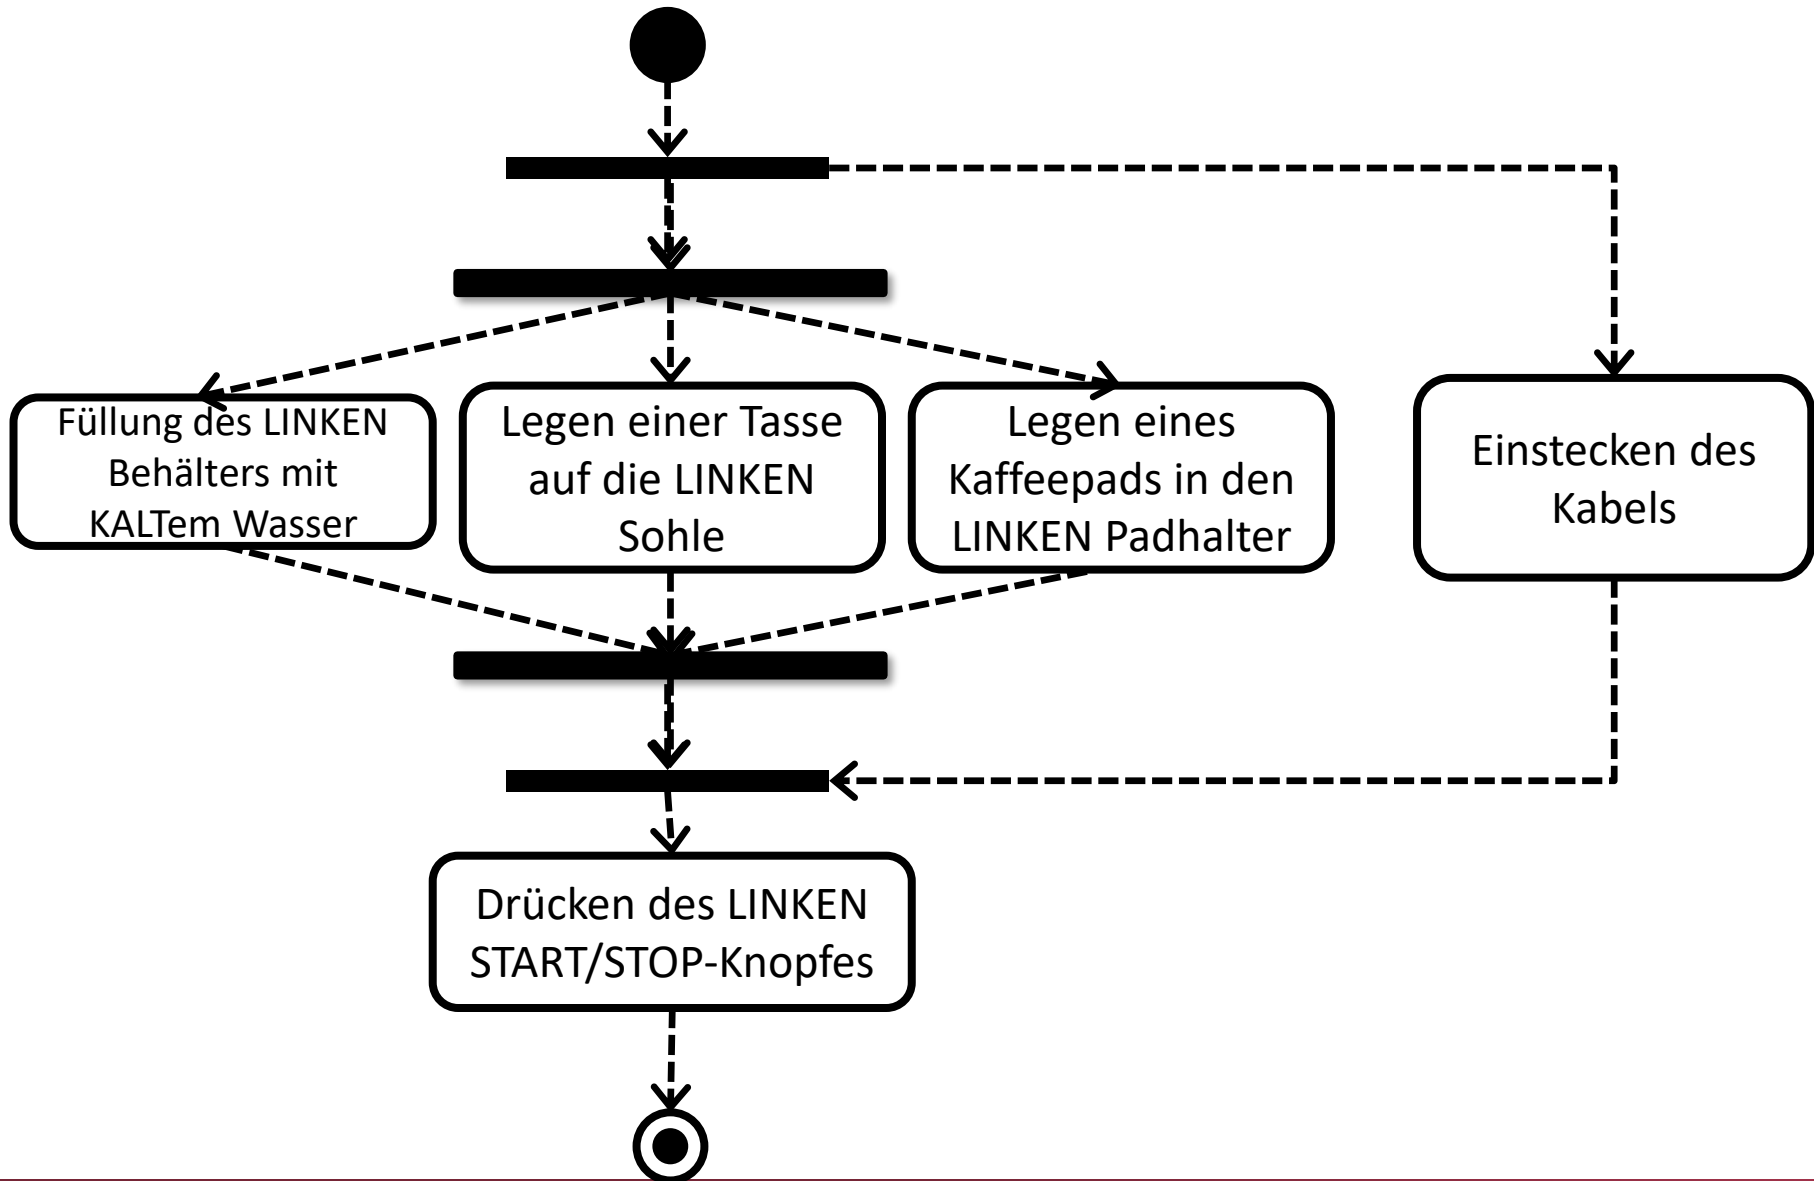 Füllung des LINKEN
Behälters mit
KALTem Wasser
Legen einer Tasse
auf die LINKEN
Sohle
Legen eines
Kaffeepads in den
LINKEN Padhalter
Einstecken des
Kabels
Drücken des LINKEN
START/STOP-Knopfes